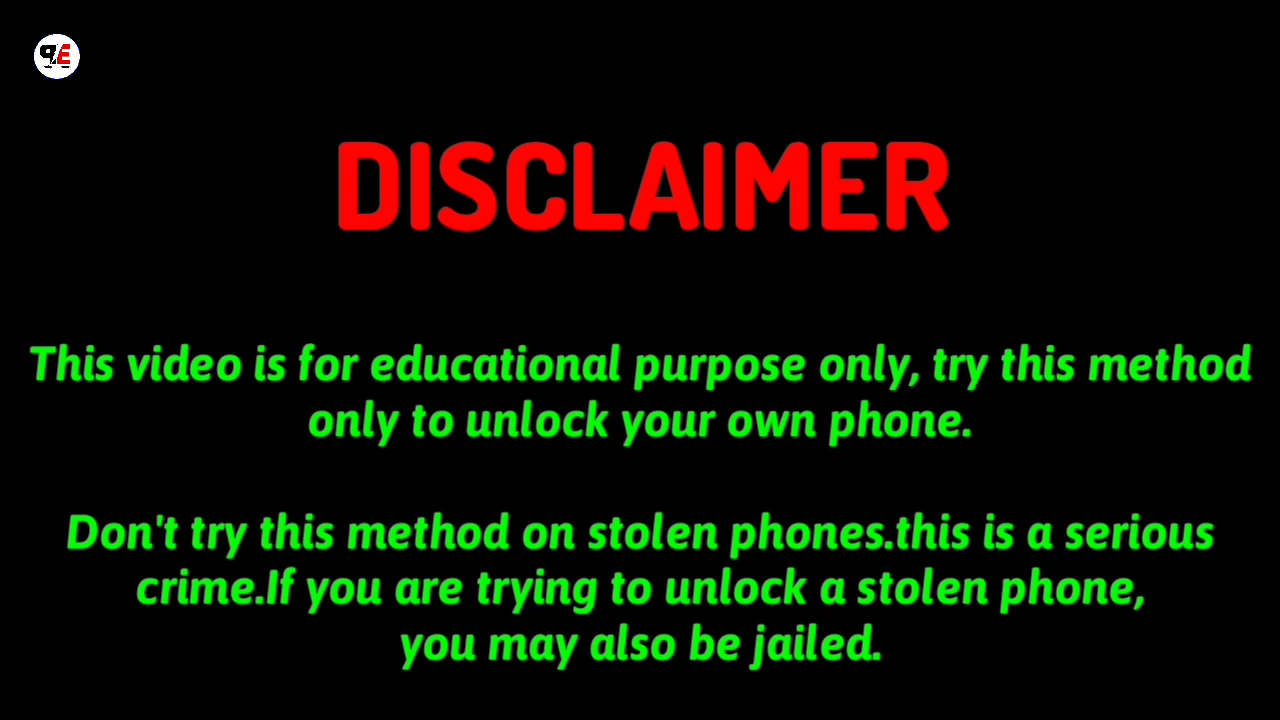 DISCLAIMER
This video is for educational purpose only, try this method
only to unlock your own phone.
Don't try this method on stolen phones.this is a serious
crime.If you are trying to unlock a stolen phone,
you may also be jailed.